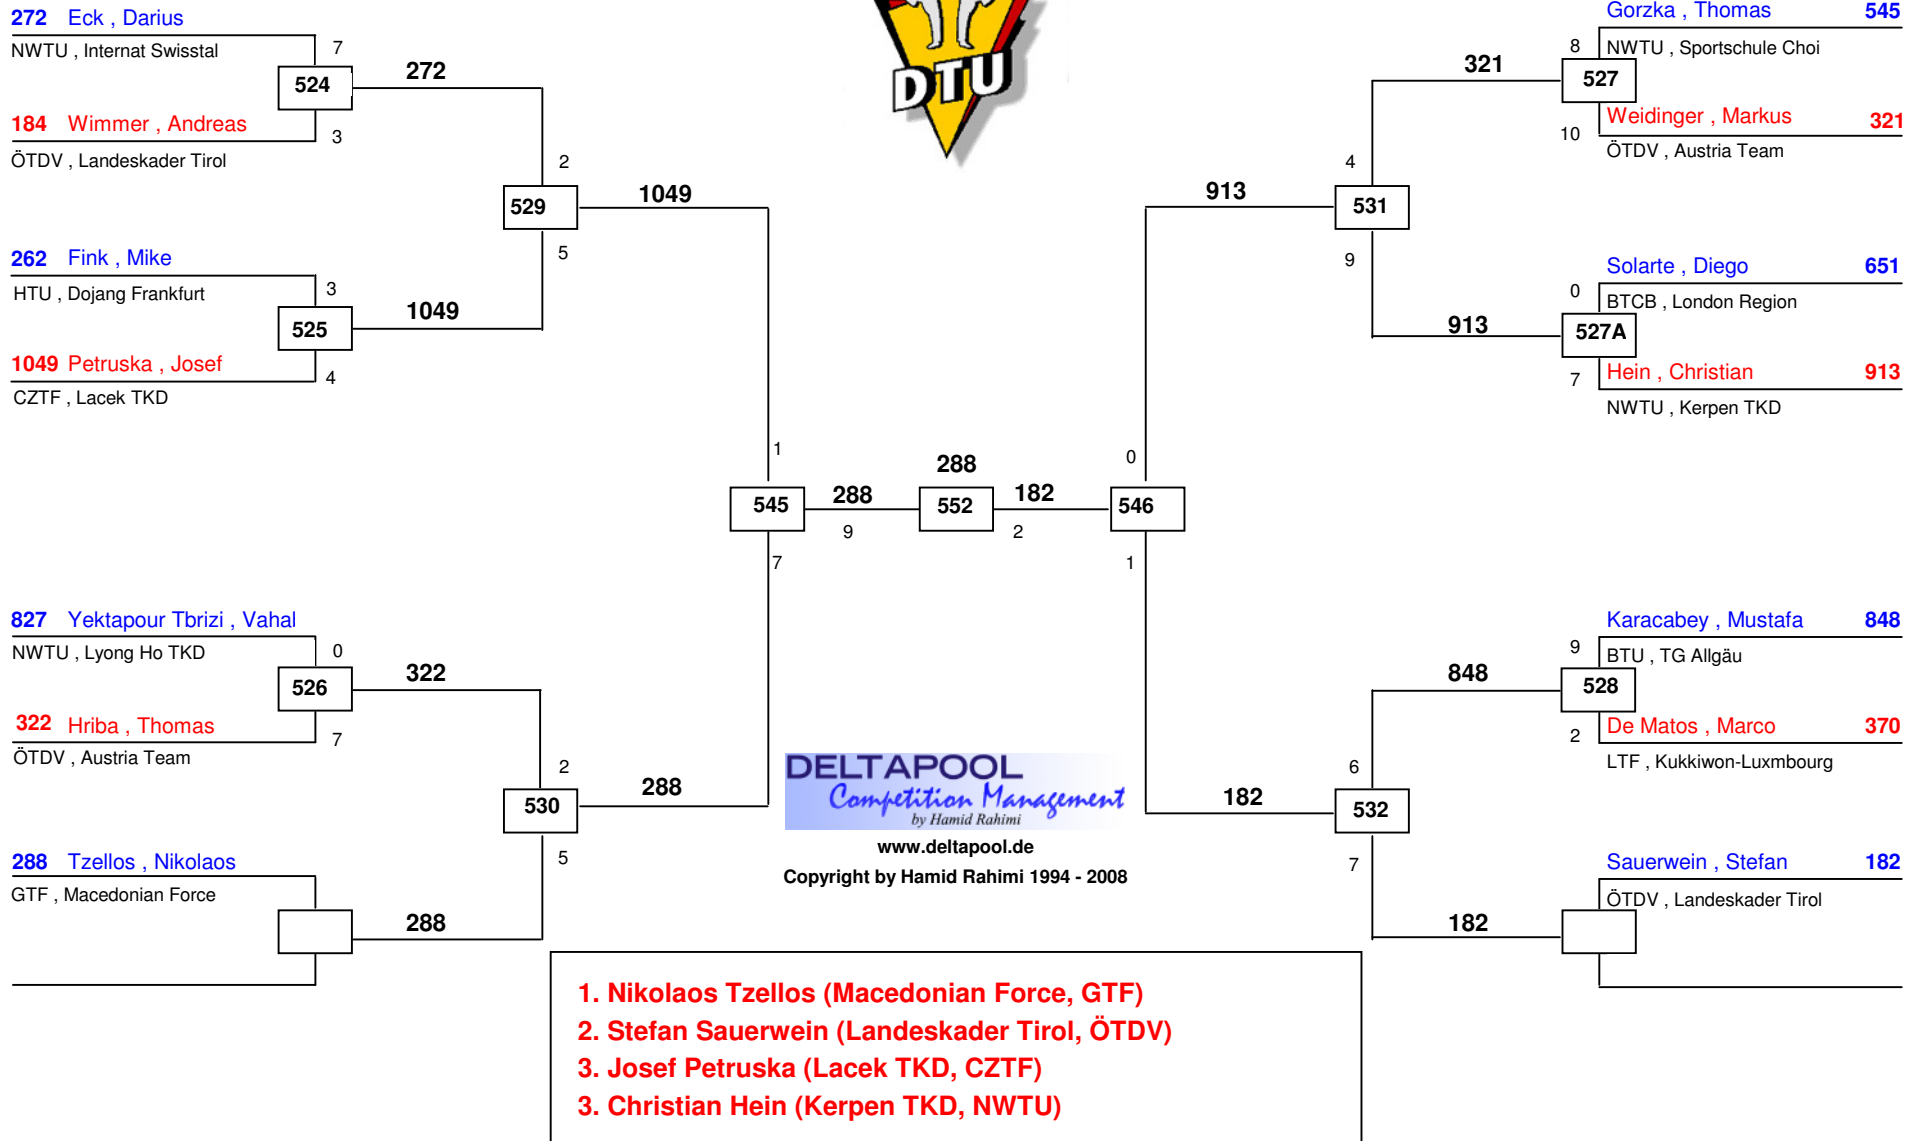 272 Eck , Darius
NWTU , Internat Swisstal
7
524
272
184 Wimmer , Andreas
3
ÖTDV , Landeskader Tirol
2
529
1049
5
262 Fink , Mike
HTU , Dojang Frankfurt
3
525
1049
1049 Petruska , Josef
4
CZTF , Lacek TKD
1
545
288
9
7
827 Yektapour Tbrizi , Vahal
NWTU , Lyong Ho TKD
0
526
322
322 Hriba , Thomas
7
ÖTDV , Austria Team
2
530
288
5
288 Tzellos , Nikolaos
GTF , Macedonian Force
288
DTU
288
552
182
2
Gorzka , Thomas 545
8
NWTU , Sportschule Choi
321
527
Weidinger , Markus 321
10
ÖTDV , Austria Team
4
913
531
9
Solarte , Diego 651
0
BTCB , London Region
913
527A
Hein , Christian 913
7
NWTU , Kerpen TKD
0
546
1
Karacabey , Mustafa 848
9
BTU , TG Allgäu
848
528
De Matos , Marco 370
2
LTF , Kukkiwon-Luxmbourg
6
182
532
7
Sauerwein , Stefan 182
ÖTDV , Landeskader Tirol
182
DELTAPOOL
Competition Management
by Hamid Rahimi
www.deltapool.de
Copyright by Hamid Rahimi 1994 - 2008
1. Nikolaos Tzellos (Macedonian Force, GTF)
2. Stefan Sauerwein (Landeskader Tirol, ÖTDV)
3. Josef Petruska (Lacek TKD, CZTF)
3. Christian Hein (Kerpen TKD, NWTU)